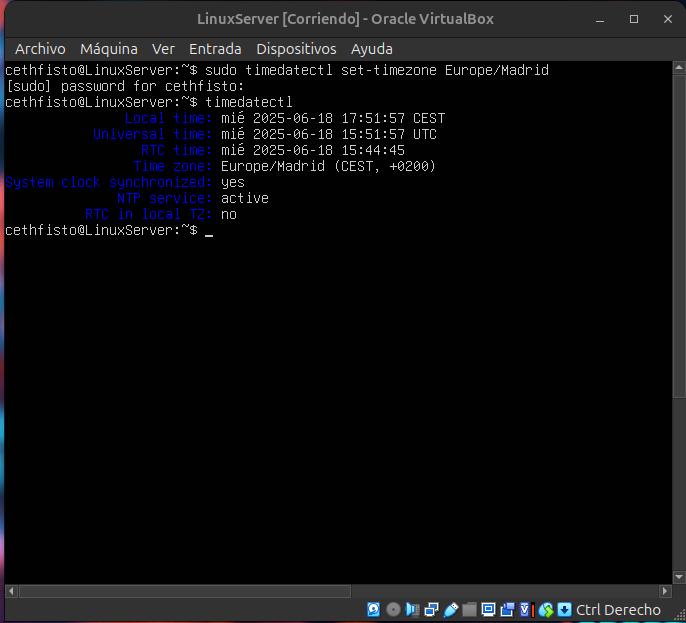 LinuxServer [Corriendo] - Oracle VirtualBox
Archivo Máquina Ver Entrada Dispositivos Ayuda
cethfisto@LinuxServer:~$ sudo timedatectl set-timezone Europe/Madrid
[sudo] password for cethfisto:
cethfisto@LinuxServer:~$ timedatectl
Local time: mié 2025-06-18 17:51:57 CEST
Universal time: mié 2025-06-18 15:51:57 UTC
RTC time: mié 2025-06-18 15:44:45
Time zone: Europe/Madrid (CEST, +0200)
System clock synchronized: yes
NTP service: active
RTC in local TZ: no
cethfisto@LinuxServer:~$ _
Ctrl Derecho